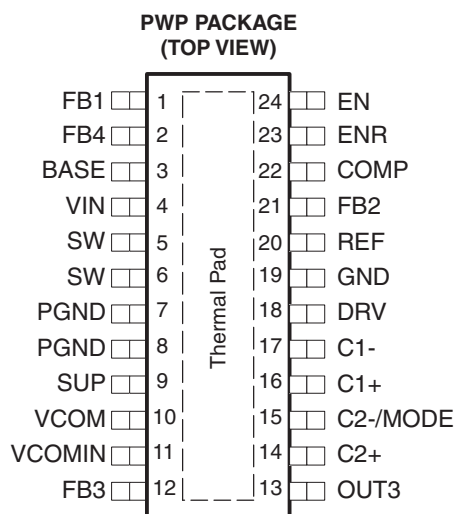 PWP PACKAGE
(TOP VIEW)
FB1 1 24 EN
FB4 2 23 ENR
BASE 3 22 COMP
VIN 4 21 FB2
SW 5 20 REF
SW 6 19 GND
PGND 7 18 DRV
PGND 8 17 C1-
SUP 9 16 C1+
VCOM 10 15 C2-/MODE
VCOMIN 11 14 C2+
FB3 12 13 OUT3
Thermal Pad